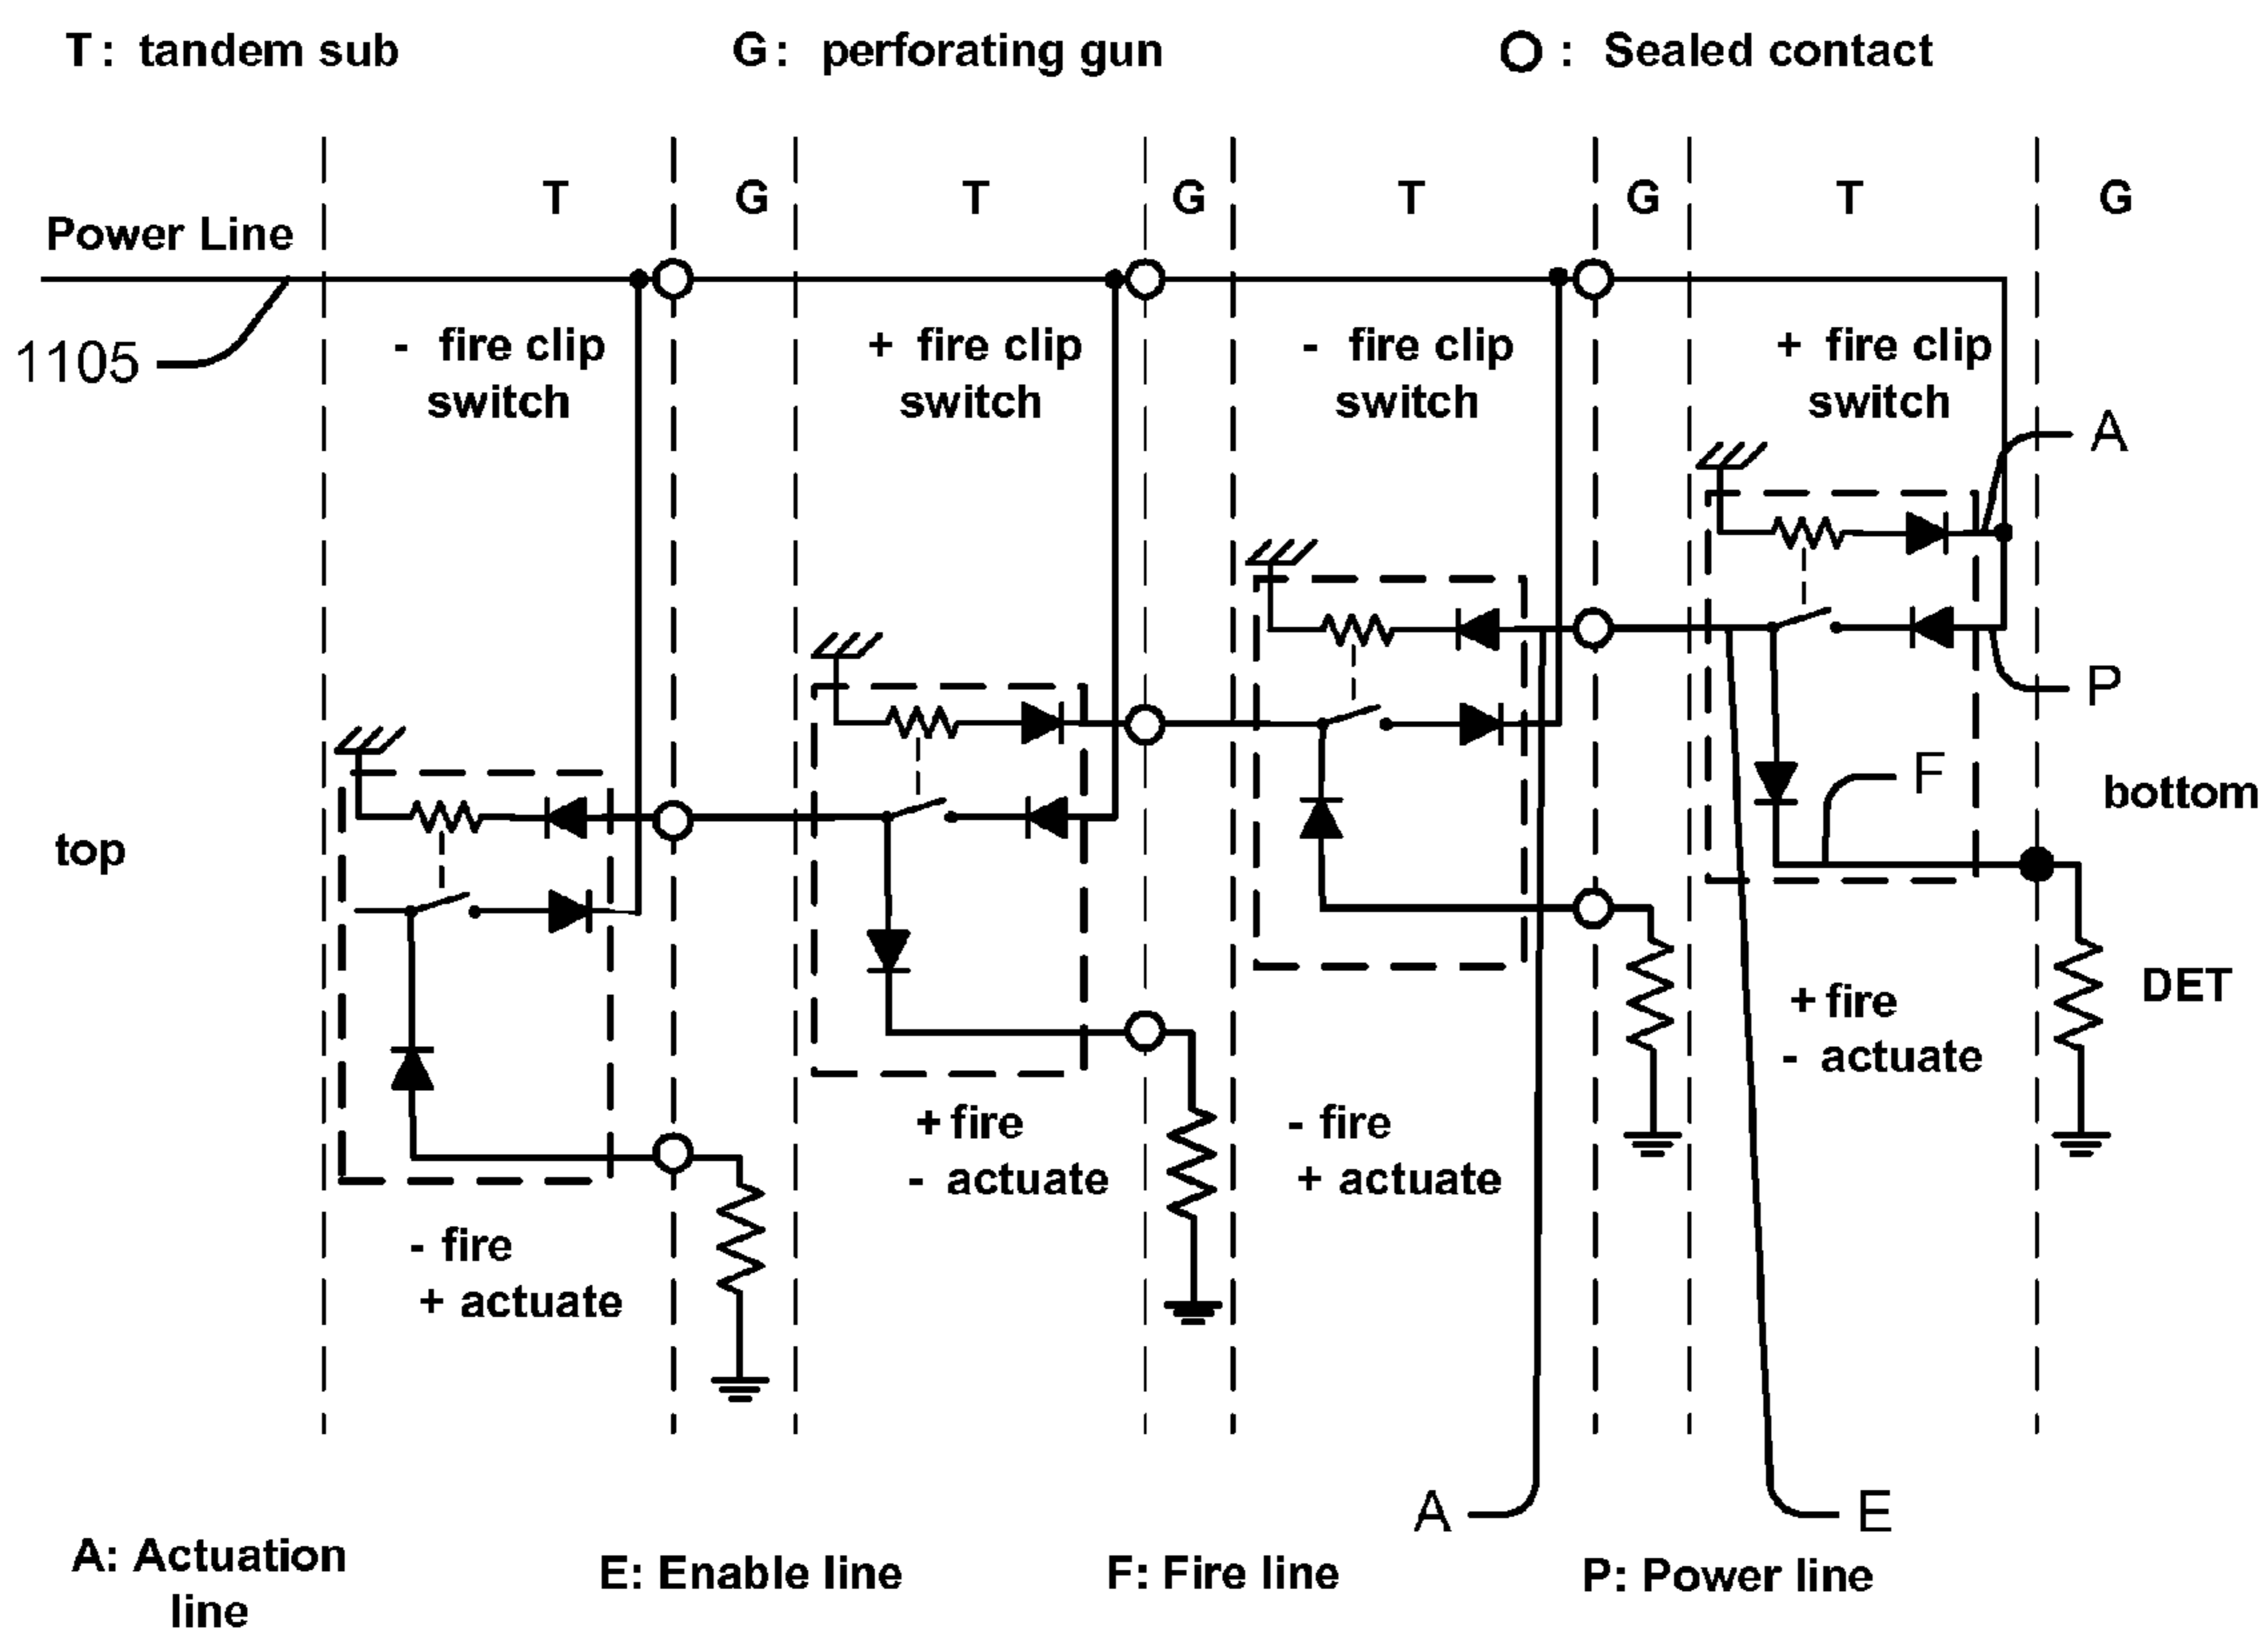 T: tandem sub
G: perforating gun
O : Sealed contact
T G T G T G T G
Power Line
1105
- fire clip
switch
+ fire clip
switch
- fire clip
switch
+ fire clip
switch
A
P
F
top
bottom
DET
+ fire
- actuate
+ fire
- actuate
- fire
+ actuate
- fire
+ actuate
A
E
A: Actuation
line
E: Enable line
F: Fire line
P: Power line